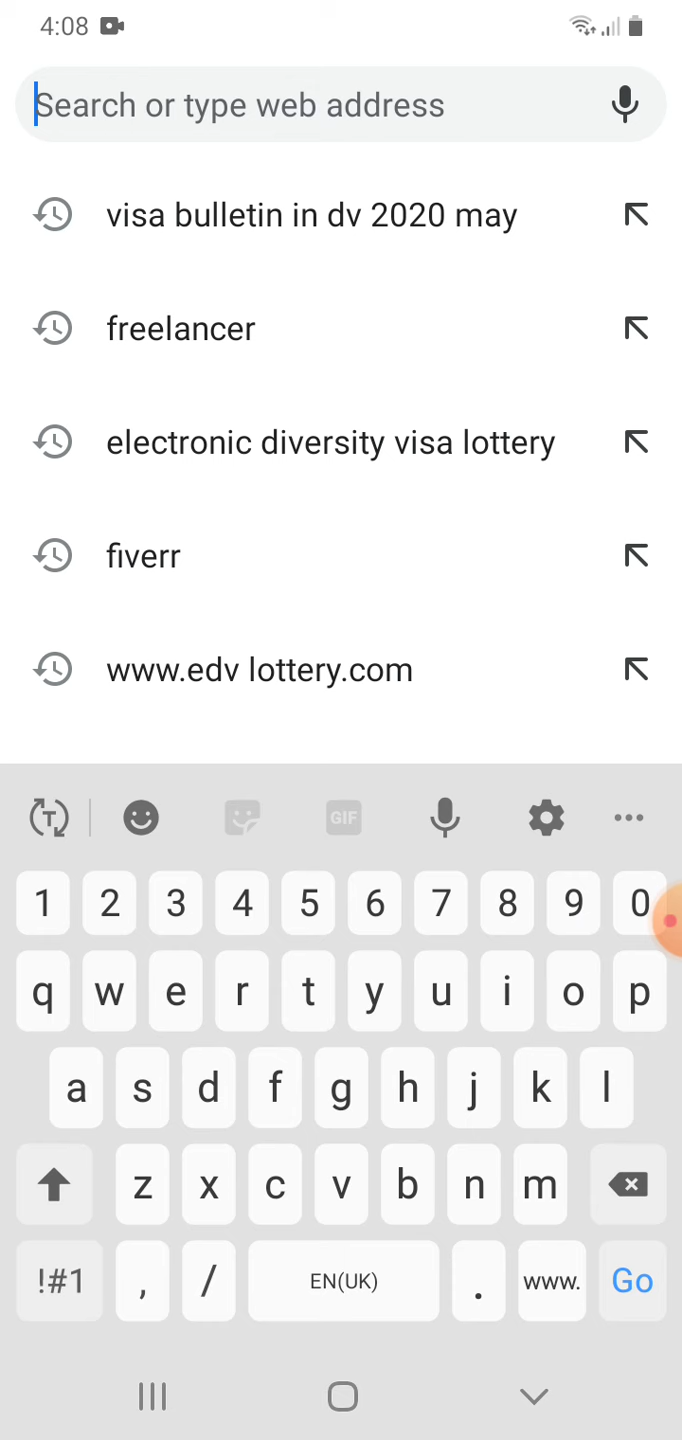 4:08
Search or type web address
visa bulletin in dv 2020 may
freelancer
electronic diversity visa lottery
fiverr
www.edv lottery.com
T GIF
1 2 3 4 5 6 7 8 9 0
q w e r t y u i o p
a s d f g h j k l
z x c v b n m
!#1 , / EN(UK) . www. Go